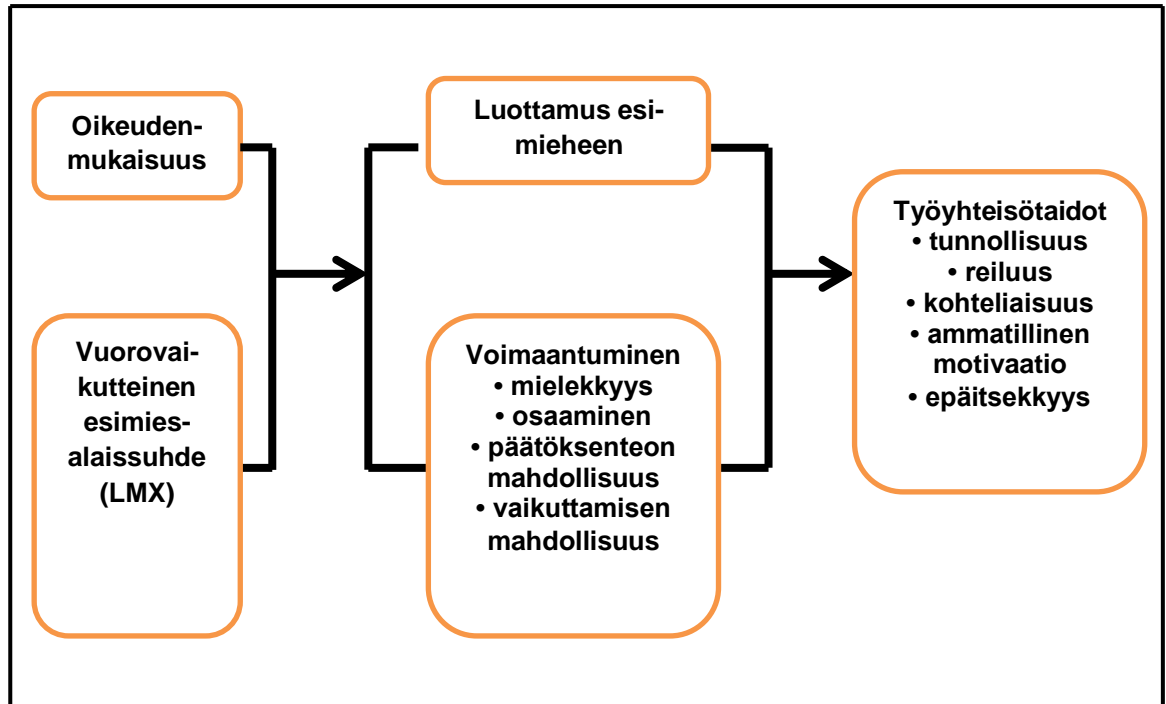 Oikeuden-
mukaisuus
Vuorovai-
kutteinen
esimies-
alaissuhde
(LMX)
Luottamus esi-
mieheen
Voimaantuminen
• mielekkyys
• osaaminen
• päätöksenteon
mahdollisuus
• vaikuttamisen
mahdollisuus
Työyhteisötaidot
• tunnollisuus
• reiluus
• kohteliaisuus
• ammatillinen
motivaatio
• epäitsekkyys